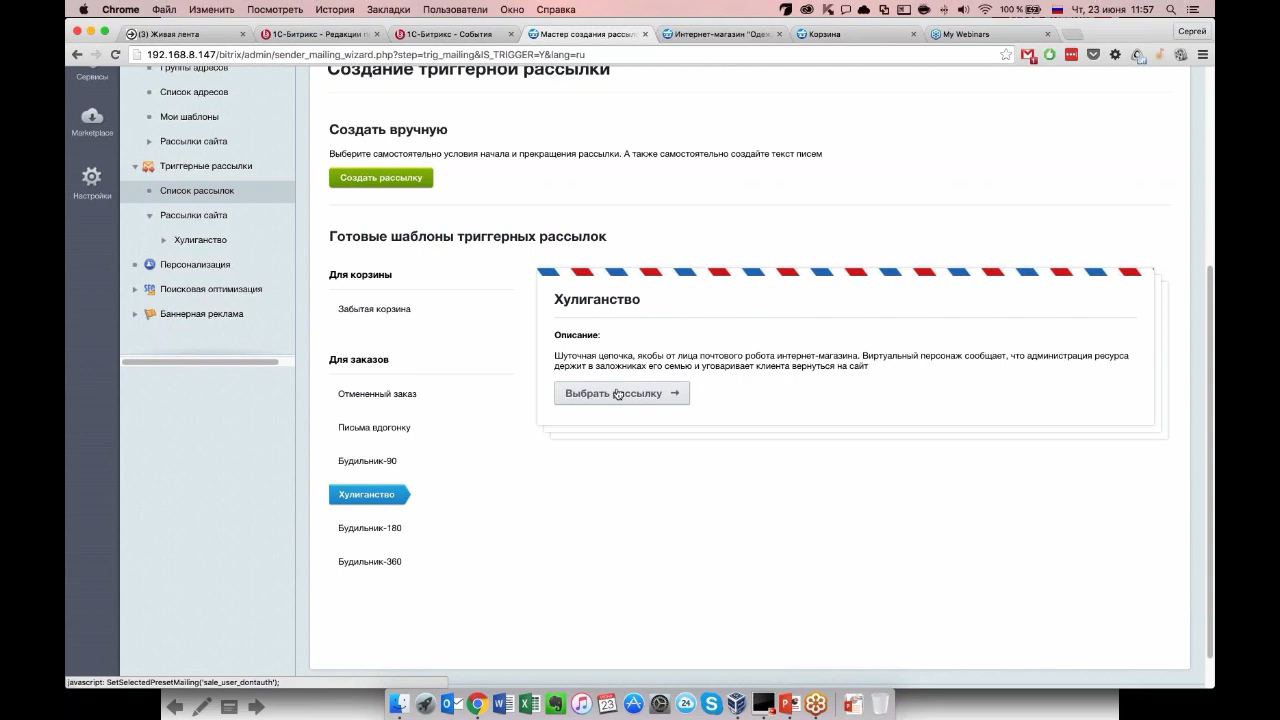 Chrome Файл Изменить Посмотреть История Закладки Пользователи Окно Справка 100 % Чт, 23 июня 11:57
(3) Живая лента 1С-Битрикс - Редакции п 1С-Битрикс - События Мастер создания рассыл Интернет-магазин "Одеж Корзина My Webinars Сергей
192.168.8.147/bitrix/admin/sender_mailing_wizard.php?step=trig_mailing&IS_TRIGGER=Y&lang=ru
Сервисы
Marketplace
Настройки
Группы адресов
Список адресов
Мои шаблоны
Рассылки сайта
Триггерные рассылки
Список рассылок
Рассылки сайта
Хулиганство
Персонализация
Поисковая оптимизация
Баннерная реклама
Создание триггерной рассылки
Создать вручную
Выберите самостоятельно условия начала и прекращения рассылки. А также самостоятельно создайте текст писем
Создать рассылку
Готовые шаблоны триггерных рассылок
Для корзины
Забытая корзина
Для заказов
Отмененный заказ
Письма вдогонку
Будильник-90
Хулиганство
Будильник-180
Будильник-360
Хулиганство
Описание:
Шуточная цепочка, якобы от лица почтового робота интернет-магазина. Виртуальный персонаж сообщает, что администрация ресурса
держит в заложниках его семью и уговаривает клиента вернуться на сайт
Выбрать рассылку →
javascript: SetSelectedPresetMailing('sale_user_dontauth');